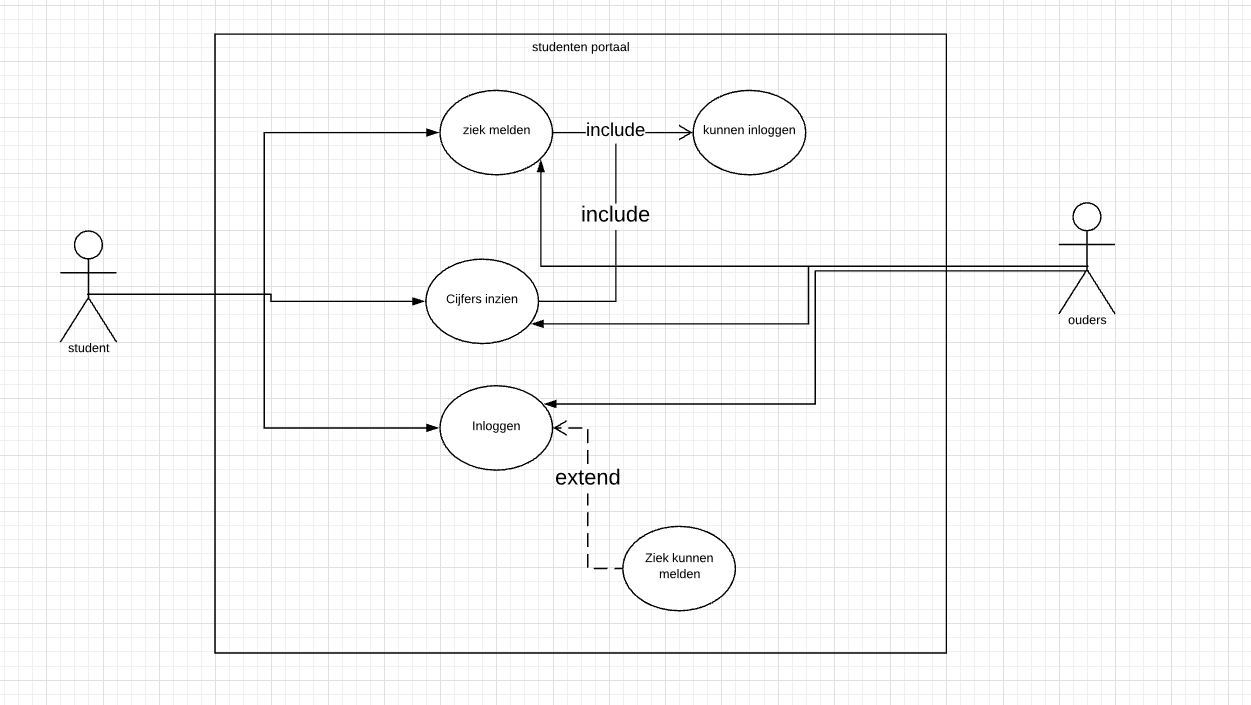 studenten portaal
ziek melden
include
kunnen inloggen
include
Cijfers inzien
student
ouders
Inloggen
extend
Ziek kunnen
melden